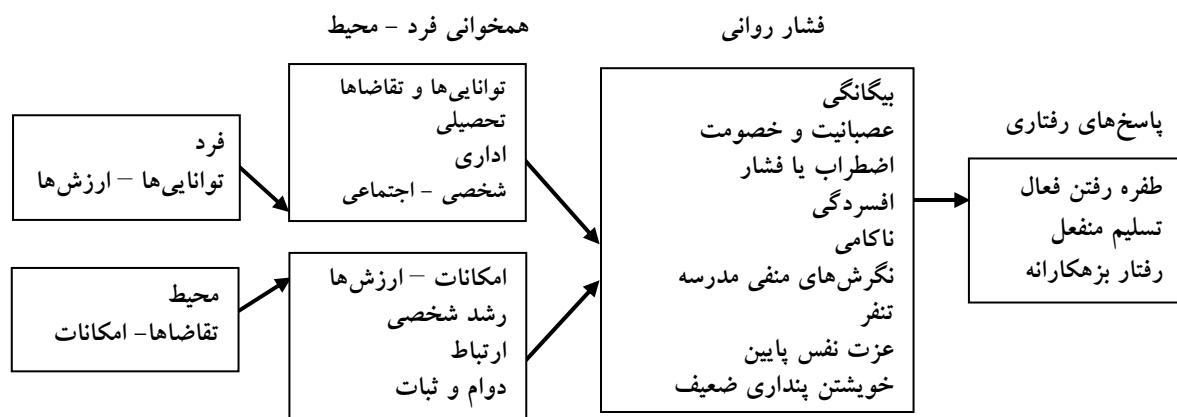 همخوانی فرد – محیط
فشار روانی
پاسخ‌های رفتاری
فرد
توانایی‌ها – ارزش‌ها
محیط
تقاضاها- امکانات
توانایی‌ها و تقاضاها
تحصیلی
اداری
شخصی – اجتماعی
امکانات – ارزش‌ها
رشد شخصی
ارتباط
دوام و ثبات
بیگانگی
عصبانیت و خصومت
اضطراب یا فشار
افسردگی
ناکامی
نگرش‌های منفی مدرسه
تنفر
عزت نفس پایین
خویشتن پنداری ضعیف
طفره رفتن فعال
تسلیم منفعل
رفتار بزهکارانه